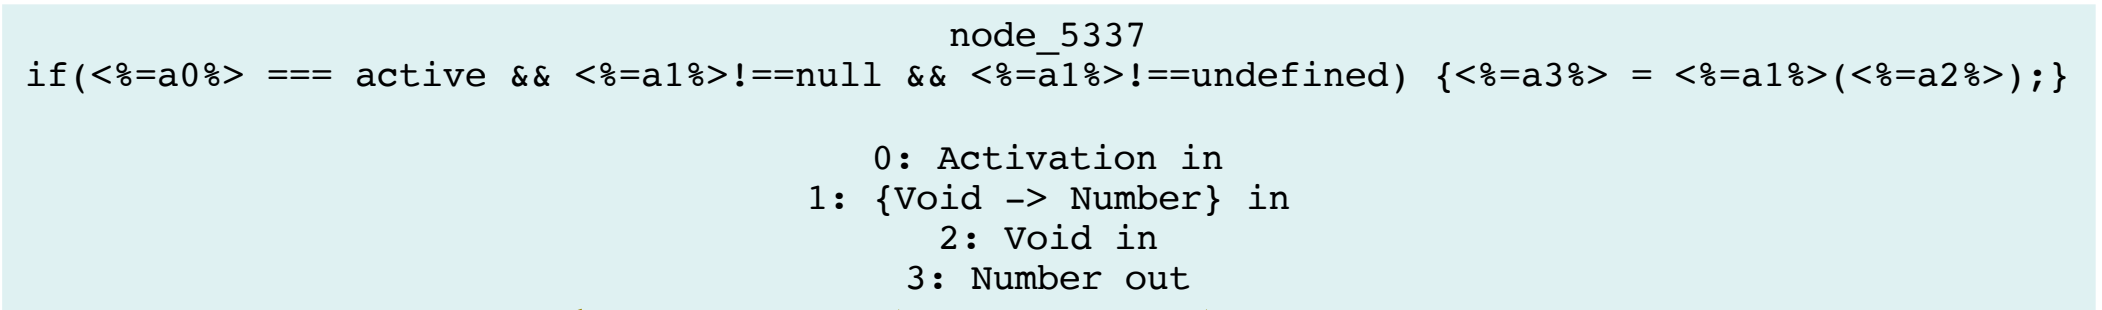 node_5337
if(<%=a0%> === active && <%=a1%>!==null && <%=a1%>!==undefined) {<%=a3%> = <%=a1%>(<%=a2%>);}
0: Activation in
1: {Void -> Number} in
2: Void in
3: Number out